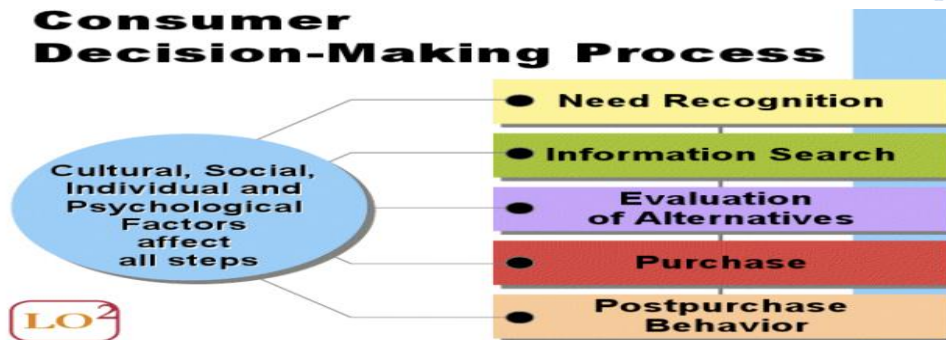 Consumer
Decision-Making Process
Need Recognition
Information Search
Evaluation
of Alternatives
Purchase
Postpurchase
Behavior
Cultural, Social,
Individual and
Psychological
Factors
affect
all steps
LO2